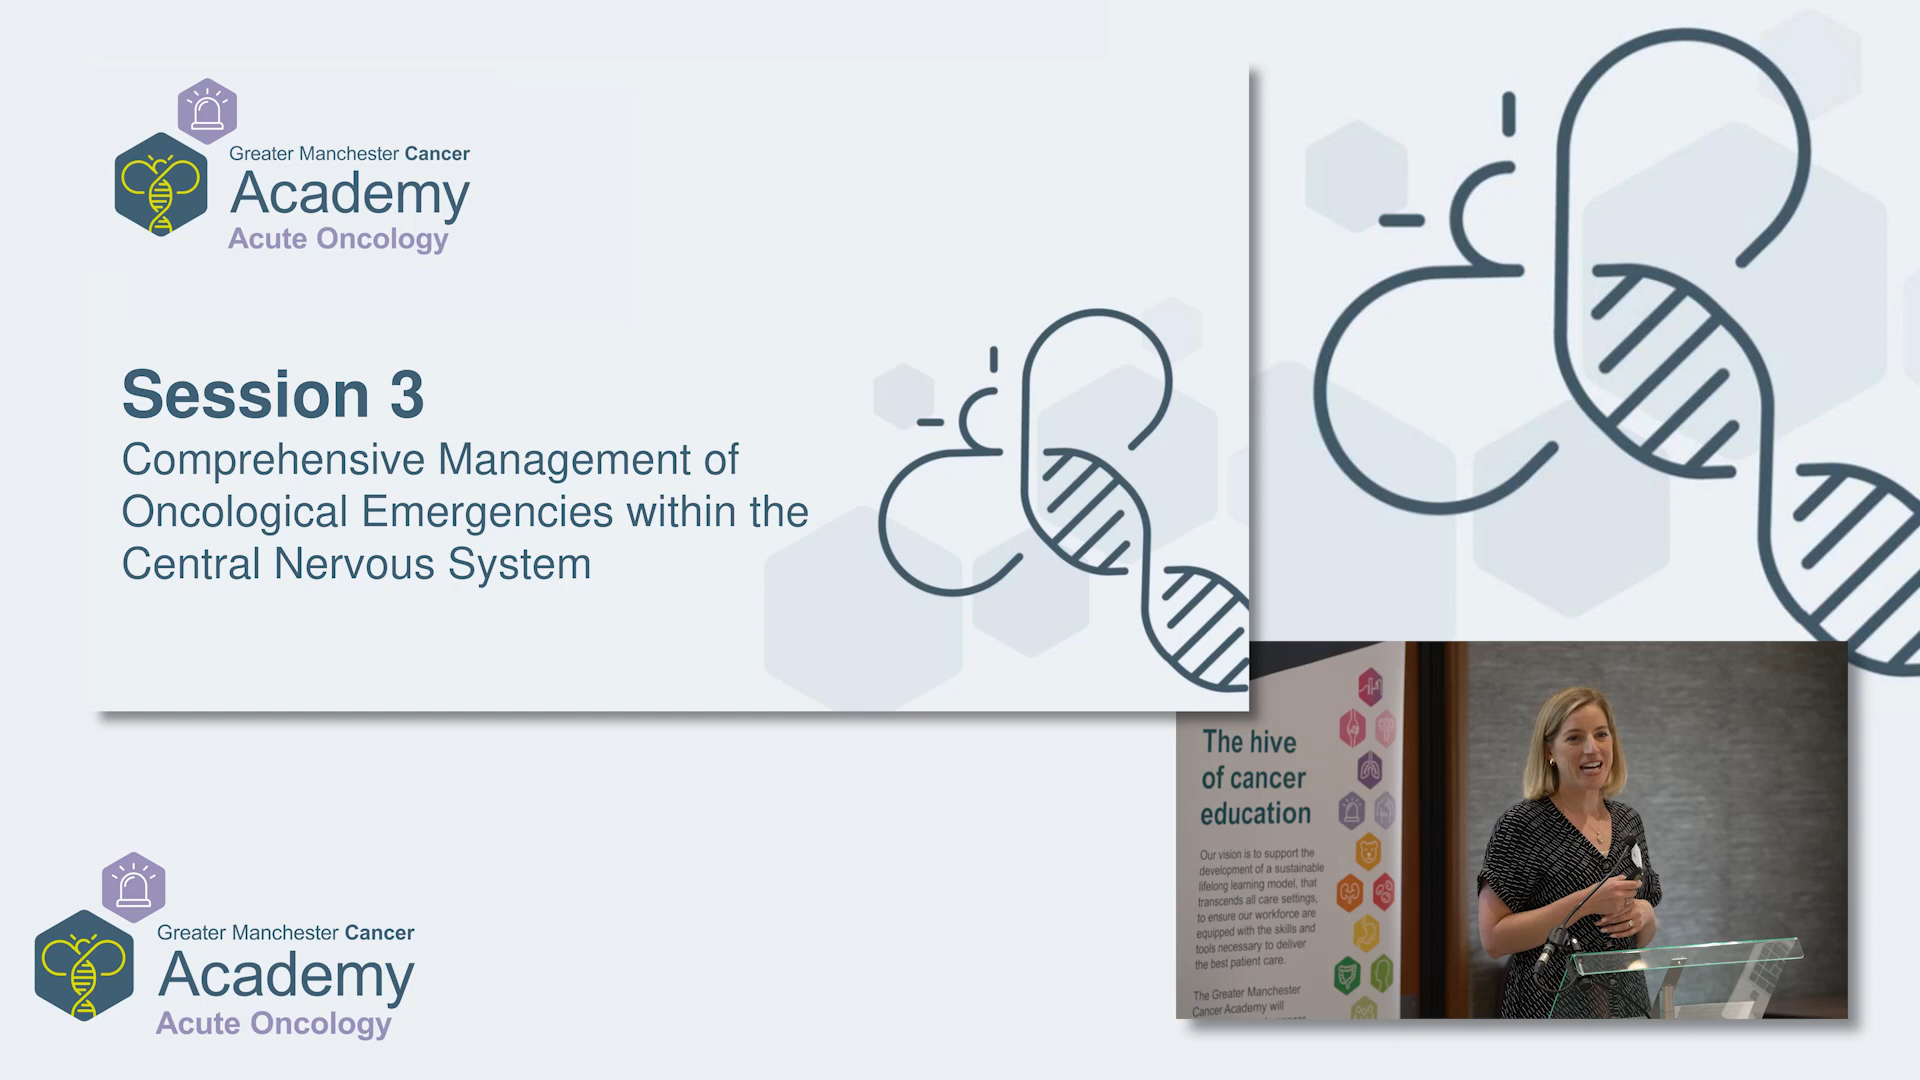 Greater Manchester Cancer
Academy
Acute Oncology
Session 3
Comprehensive Management of
Oncological Emergencies within the
Central Nervous System
The hive
of cancer
education
Our vision is to support the
development of a sustainable
lifelong learning model, that
transcends all care settings,
to ensure our workforce are
equipped with the skills and
tools necessary to deliver
the best patient care.
The Greater Manchester
Cancer Academy will
Greater Manchester Cancer
Academy
Acute Oncology